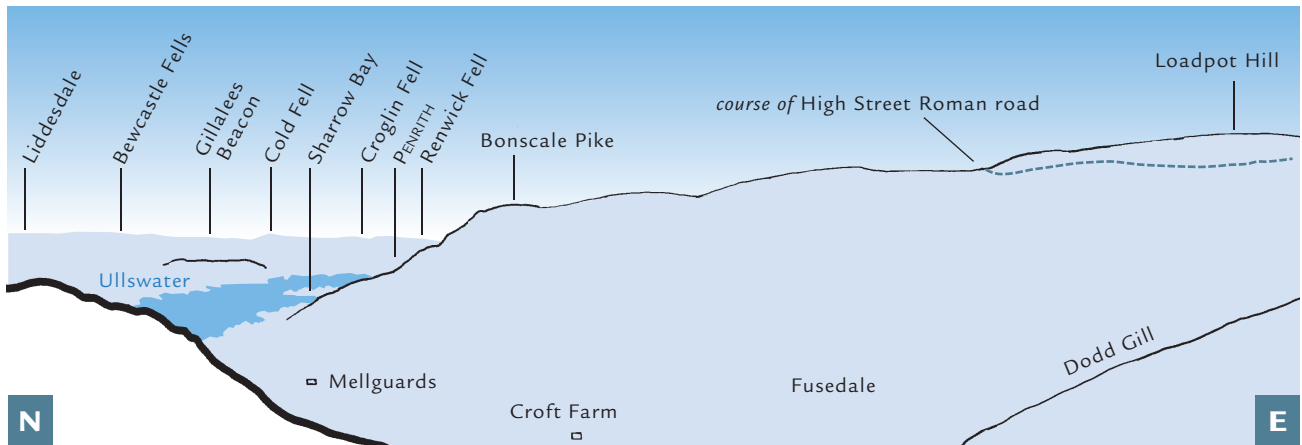 Liddesdale
Bewcastle Fells
Gillalees
Beacon
Cold Fell
Sharrow Bay
Croglin Fell
PENRITH
Renwick Fell
Bonscale Pike
course of High Street Roman road
Loadpot Hill
Ullswater
Mellguards
Croft Farm
Fusedale
Dodd Gill
N
E